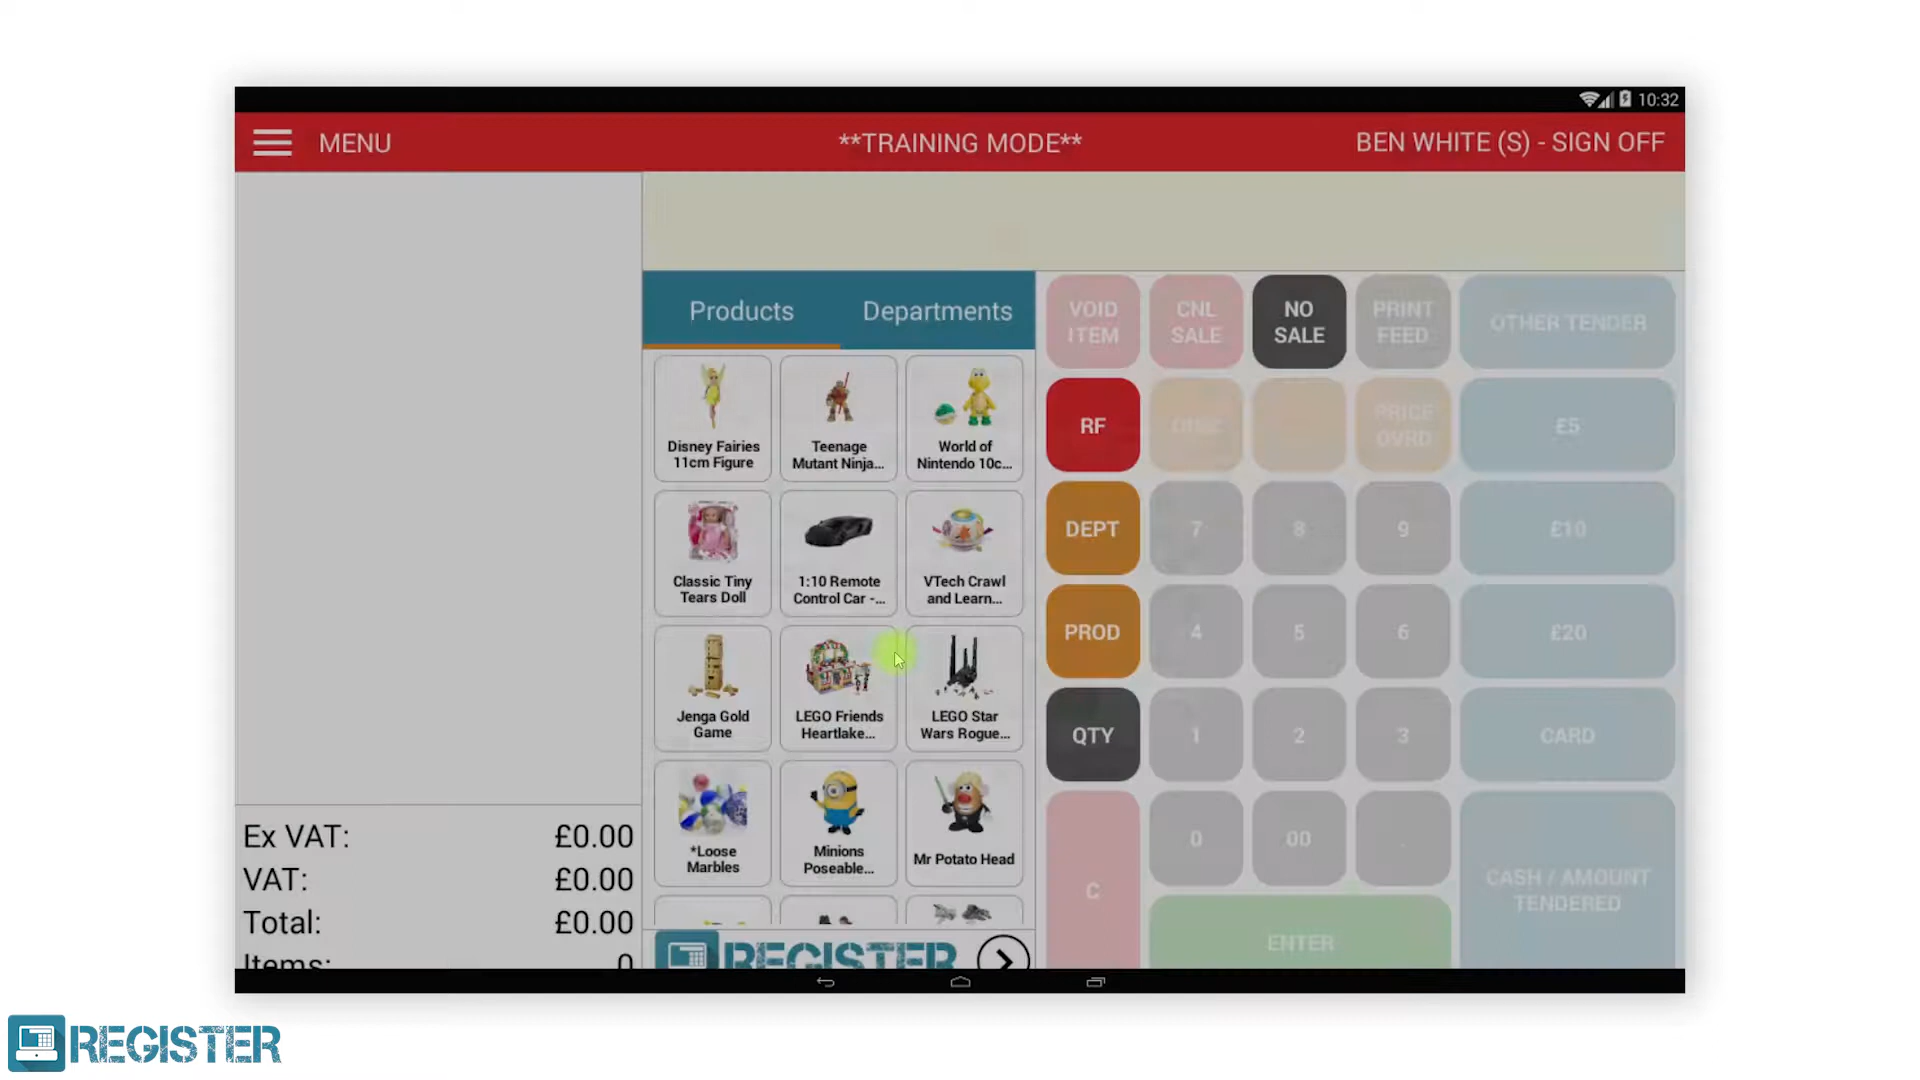 10:32
MENU
**TRAINING MODE**
BEN WHITE (S) - SIGN OFF
Products
Departments
Disney Fairies
11cm Figure
Teenage
Mutant Ninja...
World of
Nintendo 10c...
Classic Tiny
Tears Doll
1:10 Remote
Control Car -...
VTech Crawl
and Learn...
Jenga Gold
Game
LEGO Friends
Heartlake...
LEGO Star
Wars Rogue...
*Loose
Marbles
Minions
Poseable...
Mr Potato Head
REGISTER
VOID
ITEM
CNL
SALE
NO
SALE
PRINT
FEED
OTHER TENDER
RF
DISC
PRICE
OVRD
£5
DEPT
7
8
9
£10
PROD
4
5
6
£20
QTY
1
2
3
CARD
C
0
00
.
CASH / AMOUNT
TENDERED
ENTER
Ex VAT: £0.00
VAT: £0.00
Total: £0.00
Items: 0
REGISTER